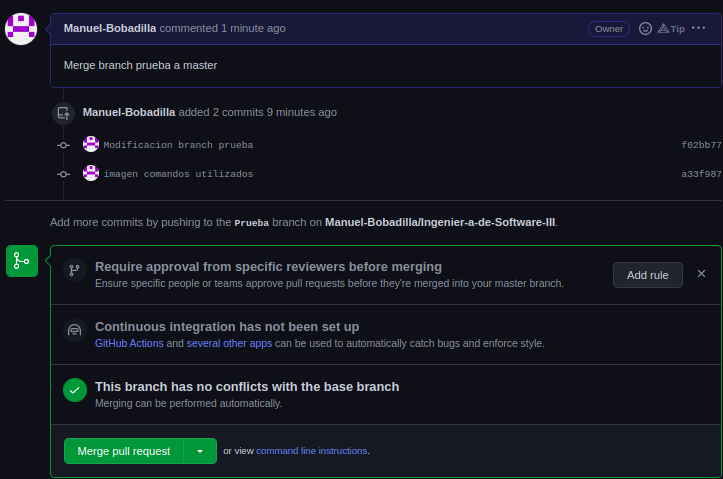 Manuel-Bobadilla commented 1 minute ago Owner Tip
Merge branch prueba a master
Manuel-Bobadilla added 2 commits 9 minutes ago
Modificacion branch prueba f02bb77
imagen comandos utilizados a33f987
Add more commits by pushing to the Prueba branch on Manuel-Bobadilla/Ingenier-a-de-Software-III.
Require approval from specific reviewers before merging
Ensure specific people or teams approve pull requests before they're merged into your master branch.
Add rule
Continuous integration has not been set up
GitHub Actions and several other apps can be used to automatically catch bugs and enforce style.
This branch has no conflicts with the base branch
Merging can be performed automatically.
Merge pull request or view command line instructions.